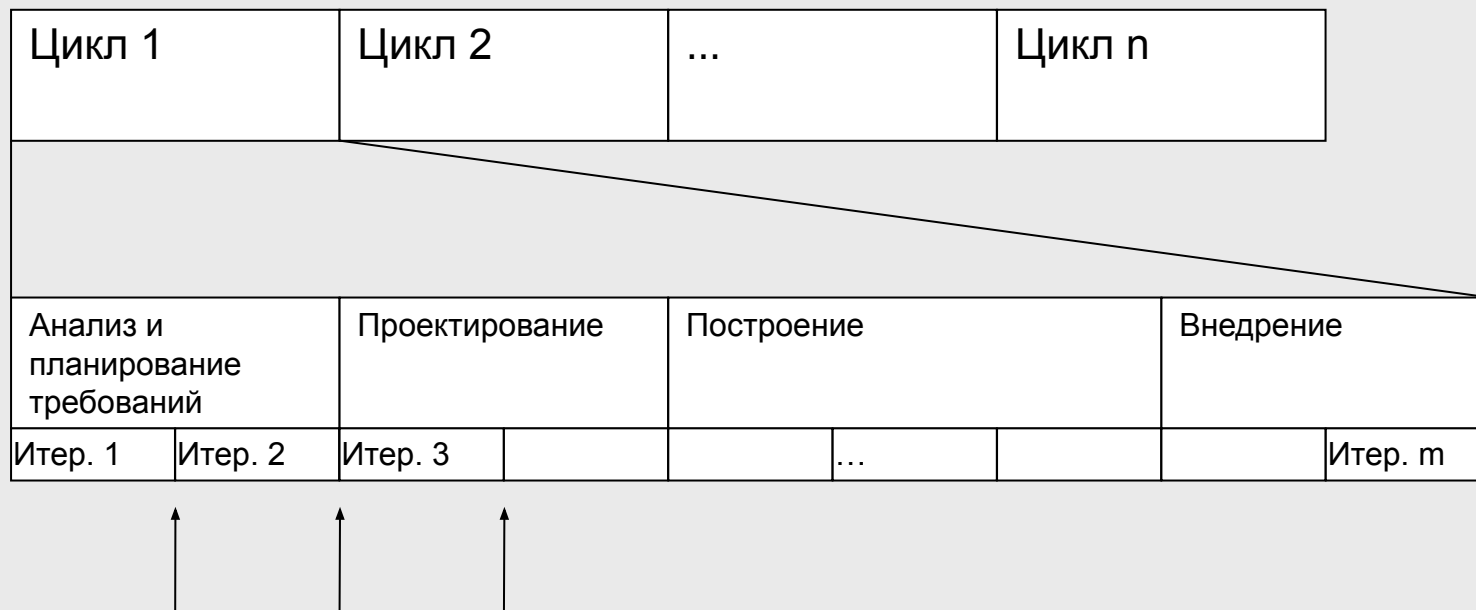 Цикл 1
Цикл 2
...
Цикл n
Анализ и
планирование
требований
Проектирование
Построение
Внедрение
Итер. 1
Итер. 2
Итер. 3
...
Итер. m